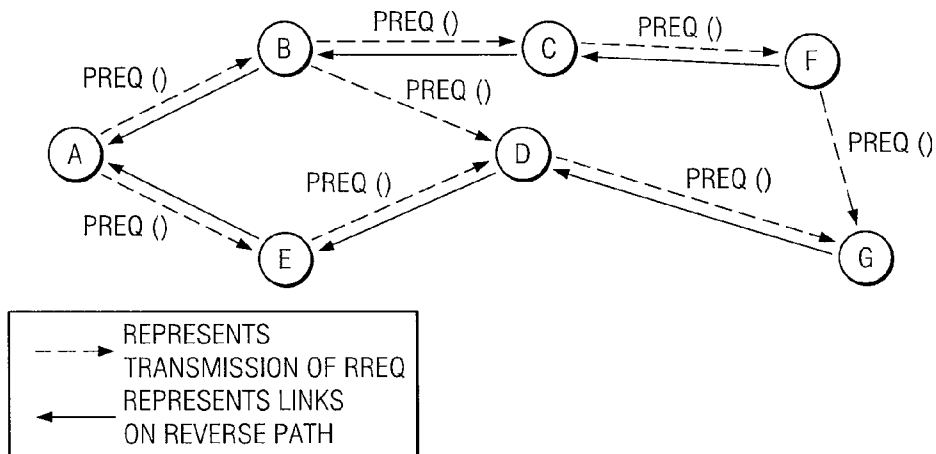 PREQ ()
B
PREQ ()
C
PREQ ()
F
PREQ ()
A
D
PREQ ()
PREQ ()
PREQ ()
PREQ ()
E
G
REPRESENTS
TRANSMISSION OF RREQ
REPRESENTS LINKS
ON REVERSE PATH